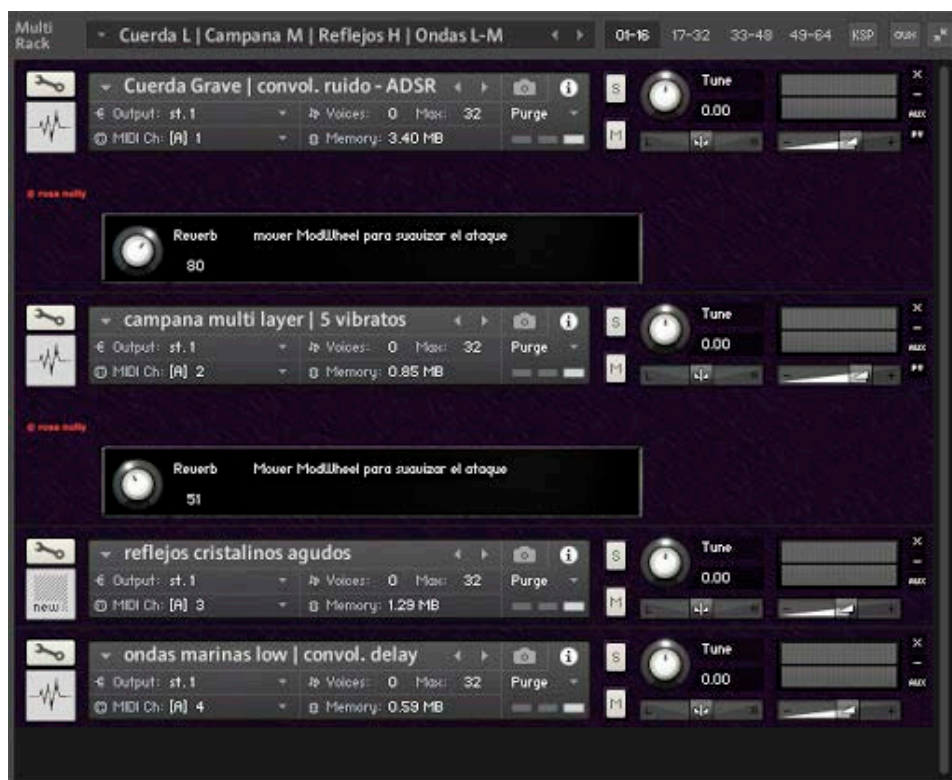 Multi Rack Cuerda L | Campana M | Reflejos H | Ondas L-M 01-16 17-32 33-48 49-64 KSP aux
Cuerda Grave | convol. ruido - ADSR S Tune
Output: st. 1 Voices: 0 Max: 32 Purge 0.00
MIDI Ch: [A] 1 Memory: 3.40 MB M L R - + AUX PV
© rosa nolly
Reverb mover ModWheel para suavizar el ataque
80
campana multi layer | 5 vibratos S Tune
Output: st. 1 Voices: 0 Max: 32 Purge 0.00
MIDI Ch: [A] 2 Memory: 0.85 MB M L R - + AUX PV
© rosa nolly
Reverb Mover ModWheel para suavizar el ataque
51
reflejos cristalinos agudos S Tune
Output: st. 1 Voices: 0 Max: 32 Purge 0.00
new MIDI Ch: [A] 3 Memory: 1.29 MB M L R - + AUX
ondas marinas low | convol. delay S Tune
Output: st. 1 Voices: 0 Max: 32 Purge 0.00
MIDI Ch: [A] 4 Memory: 0.59 MB M L R - + AUX